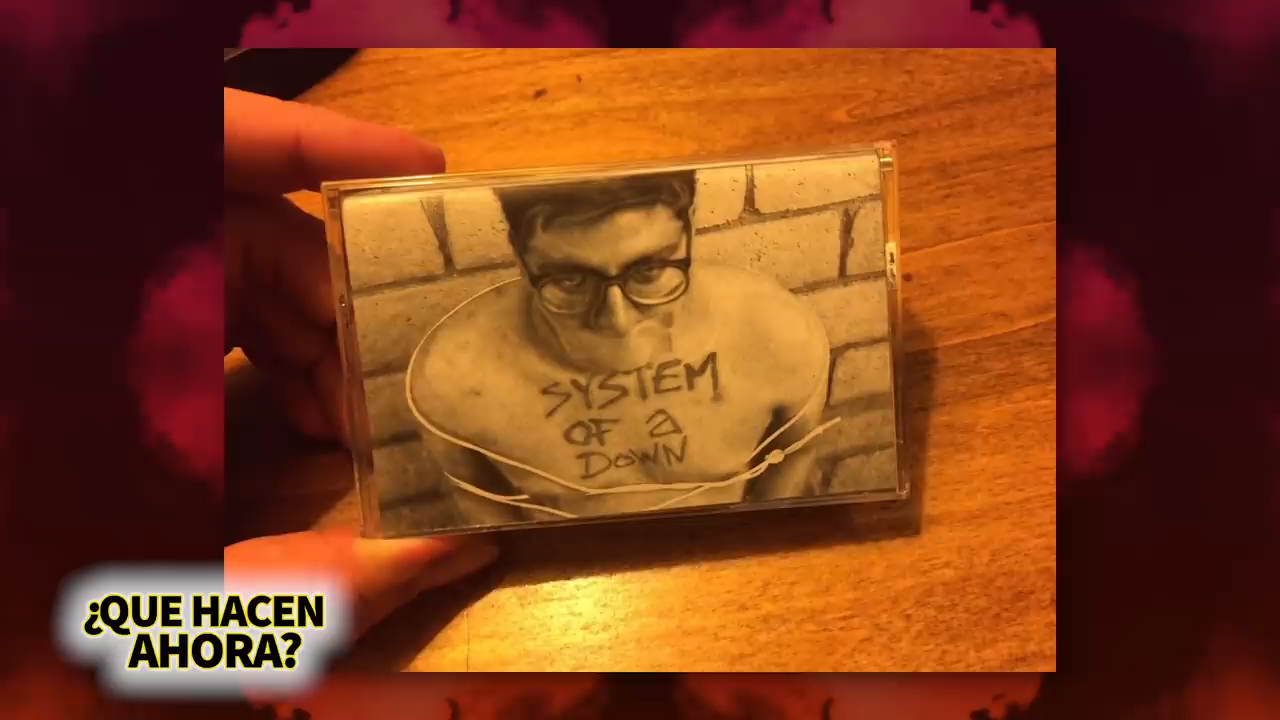 SYSTEM
OF a
DOWN
¿QUE HACEN
AHORA?